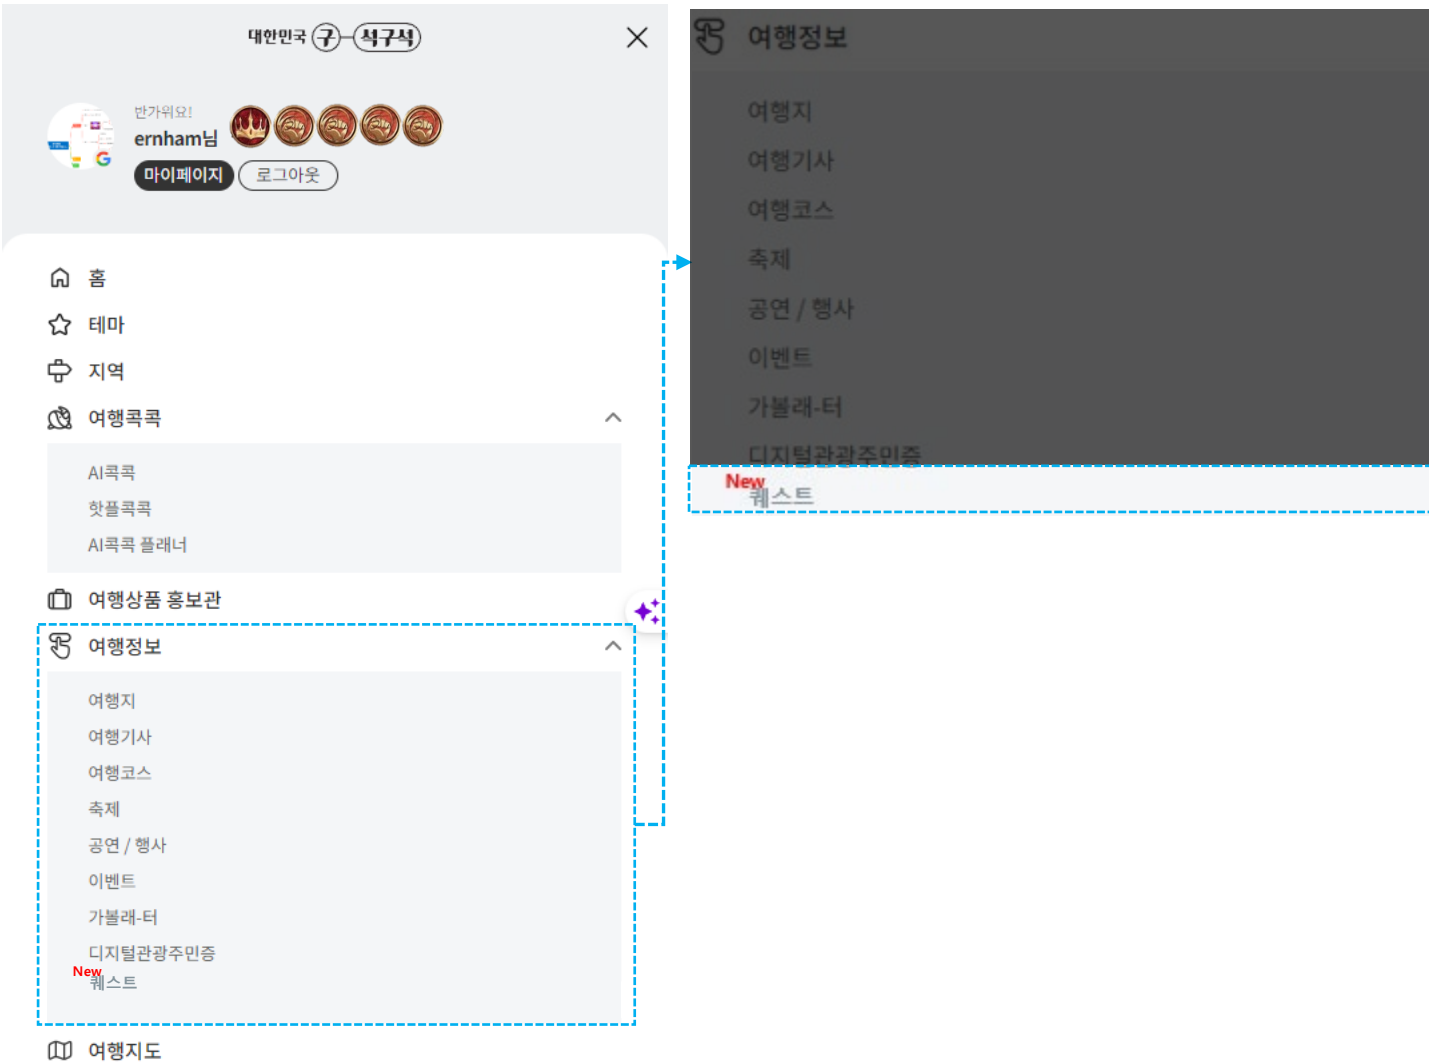 대한민국 구석구석
반가워요!
ernham님
마이페이지 로그아웃
홈
테마
지역
여행콕콕
AI콕콕
핫플콕콕
AI콕콕 플래너
여행상품 홍보관
여행정보
여행지
여행기사
여행코스
축제
공연 / 행사
이벤트
가볼래-터
디지털관광주민증
New
퀘스트
여행지도
여행정보
여행지
여행기사
여행코스
축제
공연 / 행사
이벤트
가볼래-터
디지털관광주민증
New
퀘스트